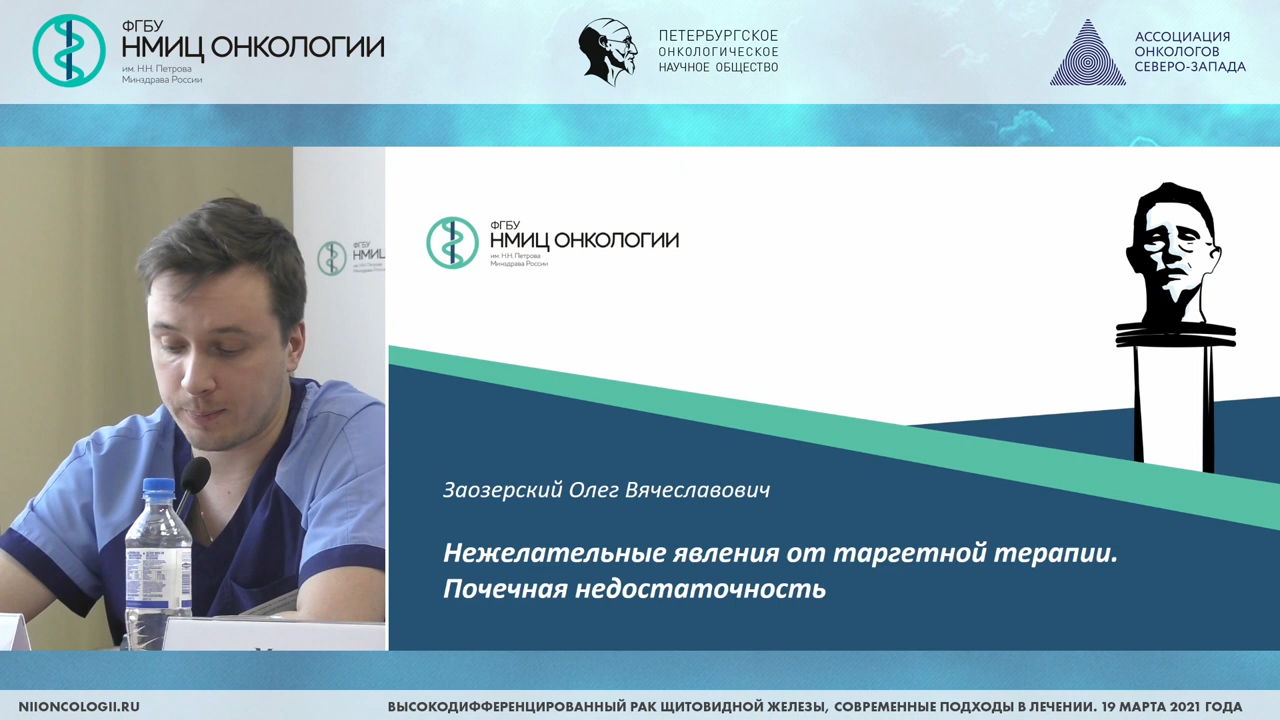 ФГБУ
НМИЦ ОНКОЛОГИИ
им. Н.Н. Петрова
Минздрава России
ПЕТЕРБУРГСКОЕ
ОНКОЛОГИЧЕСКОЕ
НАУЧНОЕ ОБЩЕСТВО
АССОЦИАЦИЯ
ОНКОЛОГОВ
СЕВЕРО-ЗАПАДА
ФГБУ
НМИЦ
ФГБУ
НМИЦ ОНКОЛОГИИ
им. Н.Н. Петрова
Минздрава России
Заозерский Олег Вячеславович
Нежелательные явления от таргетной терапии.
Почечная недостаточность
NIIONCOLOGII.RU
ВЫСОКОДИФФЕРЕНЦИРОВАННЫЙ РАК ЩИТОВИДНОЙ ЖЕЛЕЗЫ, СОВРЕМЕННЫЕ ПОДХОДЫ В ЛЕЧЕНИИ. 19 МАРТА 2021 ГОДА